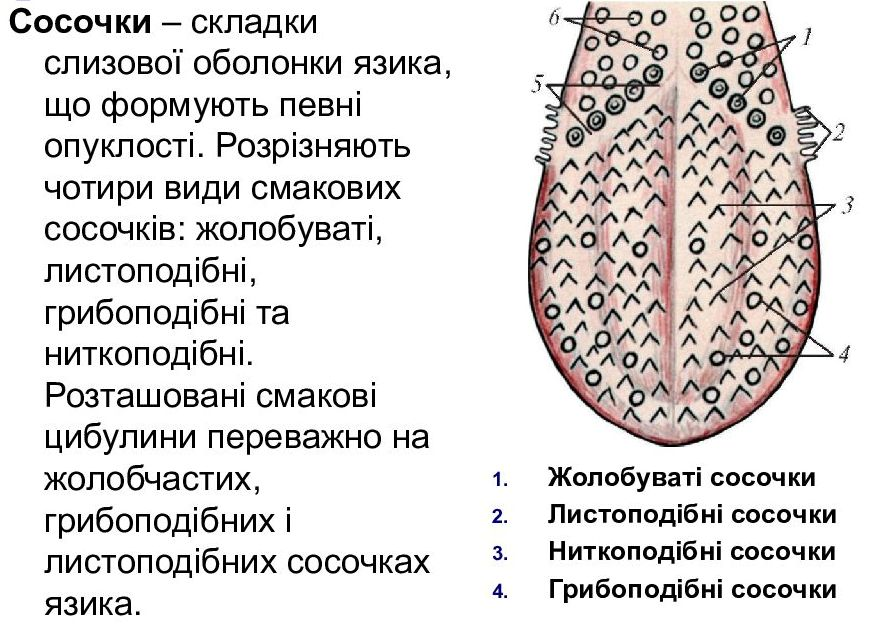 Сосочки – складки
слизової оболонки язика,
що формують певні
опуклості. Розрізняють
чотири види смакових
сосочків: жолобуваті,
листоподібні,
грибоподібні та
ниткоподібні.
Розташовані смакові
цибулини переважно на
жолобчастих,
грибоподібних і
листоподібних сосочках
язика.
6
1
5
2
3
4
1. Жолобуваті сосочки
2. Листоподібні сосочки
3. Ниткоподібні сосочки
4. Грибоподібні сосочки